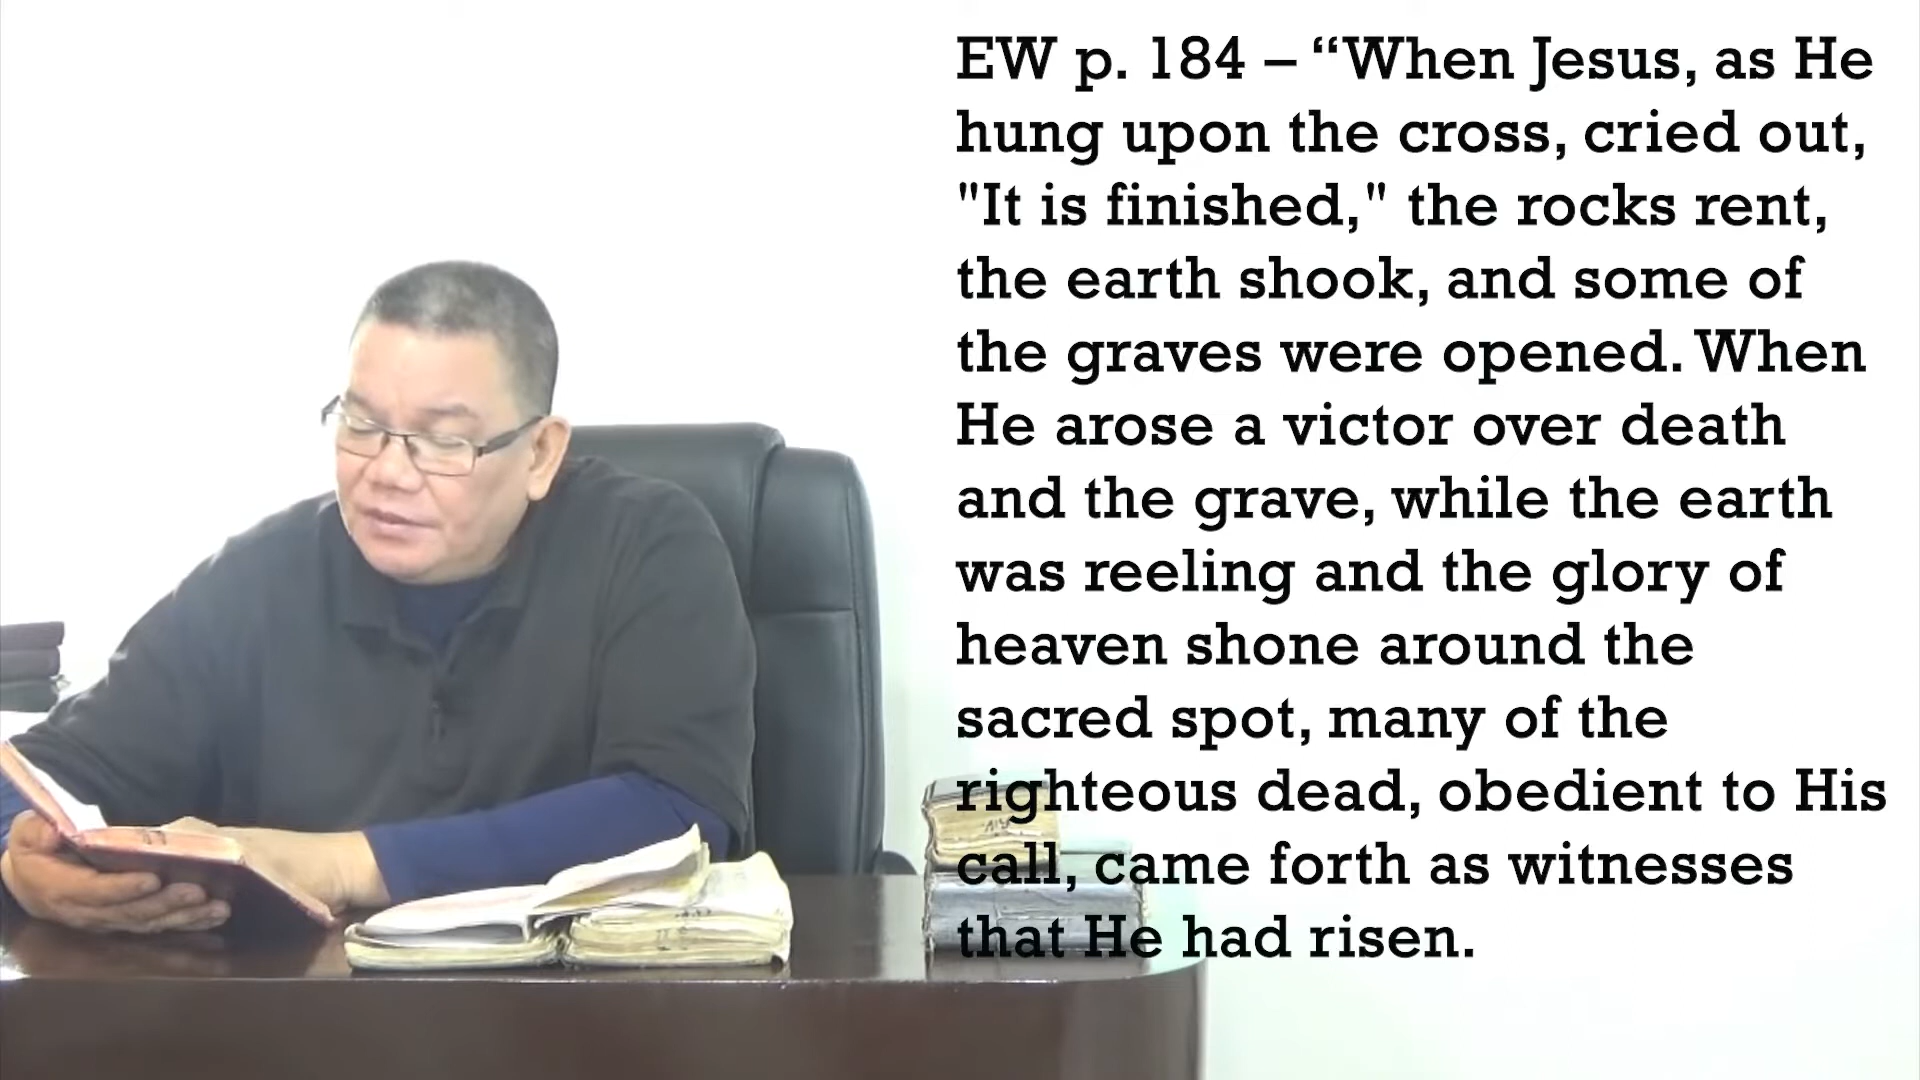 EW p. 184 – “When Jesus, as He
hung upon the cross, cried out,
"It is finished," the rocks rent,
the earth shook, and some of
the graves were opened. When
He arose a victor over death
and the grave, while the earth
was reeling and the glory of
heaven shone around the
sacred spot, many of the
righteous dead, obedient to His
call, came forth as witnesses
that He had risen.